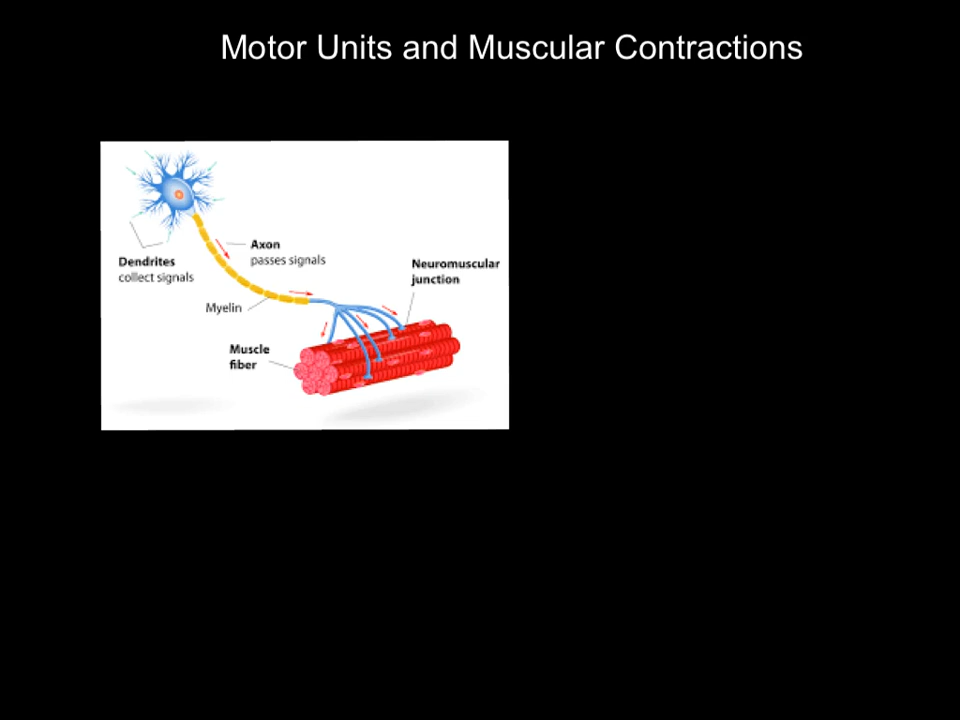 Motor Units and Muscular Contractions
Axon
passes signals
Dendrites
collect signals
Neuromuscular
junction
Myelin
Muscle
fiber